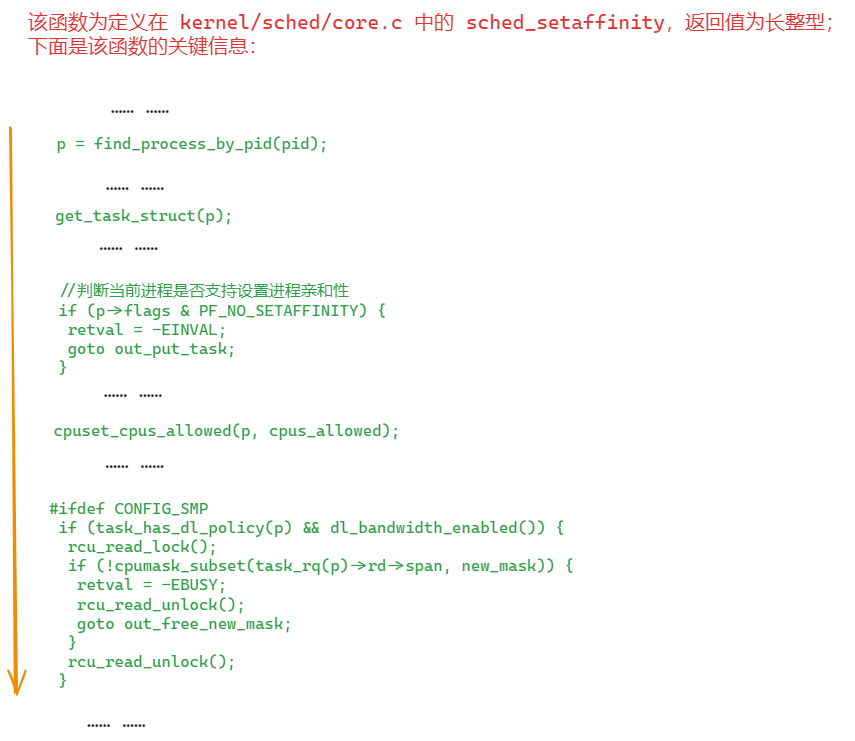 该函数为定义在 kernel/sched/core.c 中的 sched_setaffinity，返回值为长整型；
下面是该函数的关键信息：
…… ……
p = find_process_by_pid(pid);
…… ……
get_task_struct(p);
…… ……
//判断当前进程是否支持设置进程亲和性
if (p->flags & PF_NO_SETAFFINITY) {
retval = -EINVAL;
goto out_put_task;
}
…… ……
cpuset_cpus_allowed(p, cpus_allowed);
…… ……
#ifdef CONFIG_SMP
if (task_has_dl_policy(p) && dl_bandwidth_enabled()) {
rcu_read_lock();
if (!cpumask_subset(task_rq(p)->rd->span, new_mask)) {
retval = -EBUSY;
rcu_read_unlock();
goto out_free_new_mask;
}
rcu_read_unlock();
}
…… ……